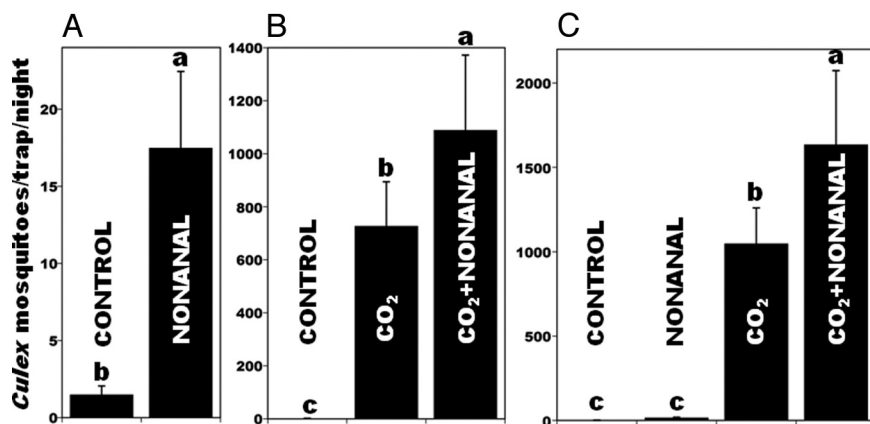 A
B
C
Culex mosquitoes/trap/night
20
15
10
5
0
b
CONTROL
a
NONANAL
1400
1200
1000
800
600
400
200
0
c
CONTROL
b
CO₂
a
CO₂+NONANAL
2000
1500
1000
500
0
c
CONTROL
c
NONANAL
b
CO₂
a
CO₂+NONANAL